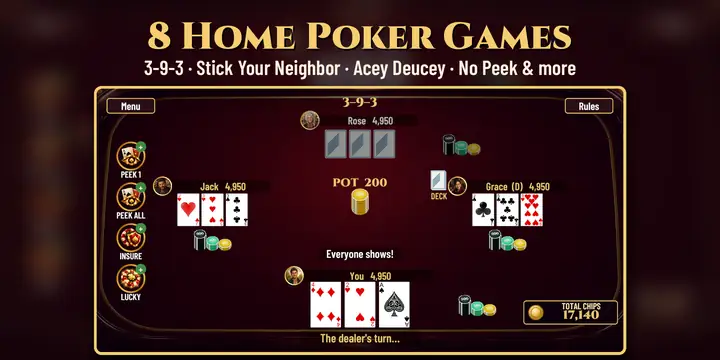 8 HOME POKER GAMES
3-9-3 · Stick Your Neighbor · Acey Deucey · No Peek & more
Menu
3-9-3
Rules
Rose 4,950
PEEK 1
Jack 4,950
POT 200
DECK
Grace (D) 4,950
PEEK ALL
INSURE
Everyone shows!
LUCKY
You 4,950
TOTAL CHIPS
17,140
The dealer's turn...